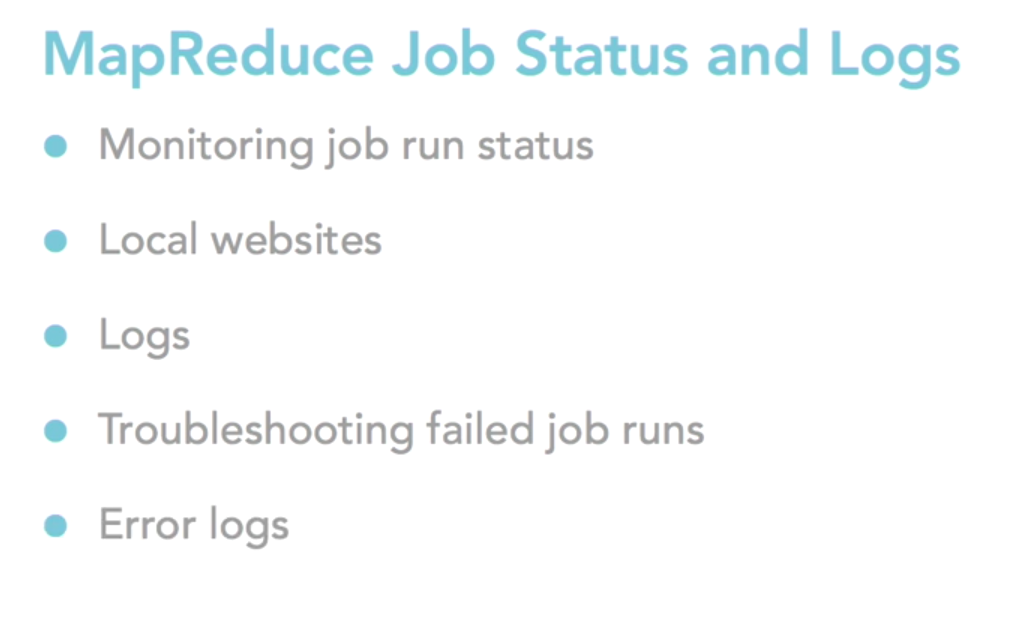 MapReduce Job Status and Logs
Monitoring job run status
Local websites
Logs
Troubleshooting failed job runs
Error logs